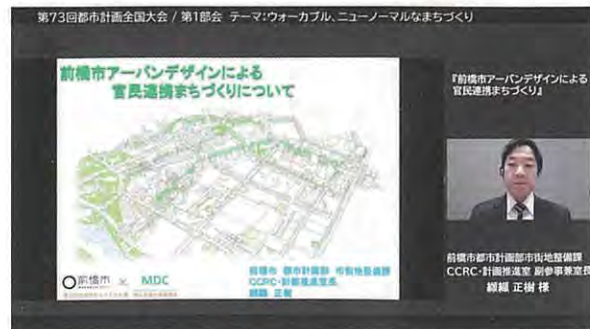 第73回都市計画全国大会 / 第1部会 テーマ:ウォーカブル、ニューノーマルなまちづくり
前橋市アーバンデザインによる
官民連携まちづくりについて
前橋市 × MDC
前橋市 都市計画部 市街地整備課
CCRC・計画推進室長
纐纈 正樹
『前橋市アーバンデザインによる
官民連携まちづくり』
前橋市都市計画部市街地整備課
CCRC・計画推進室 副参事兼室長
纐纈 正樹 様